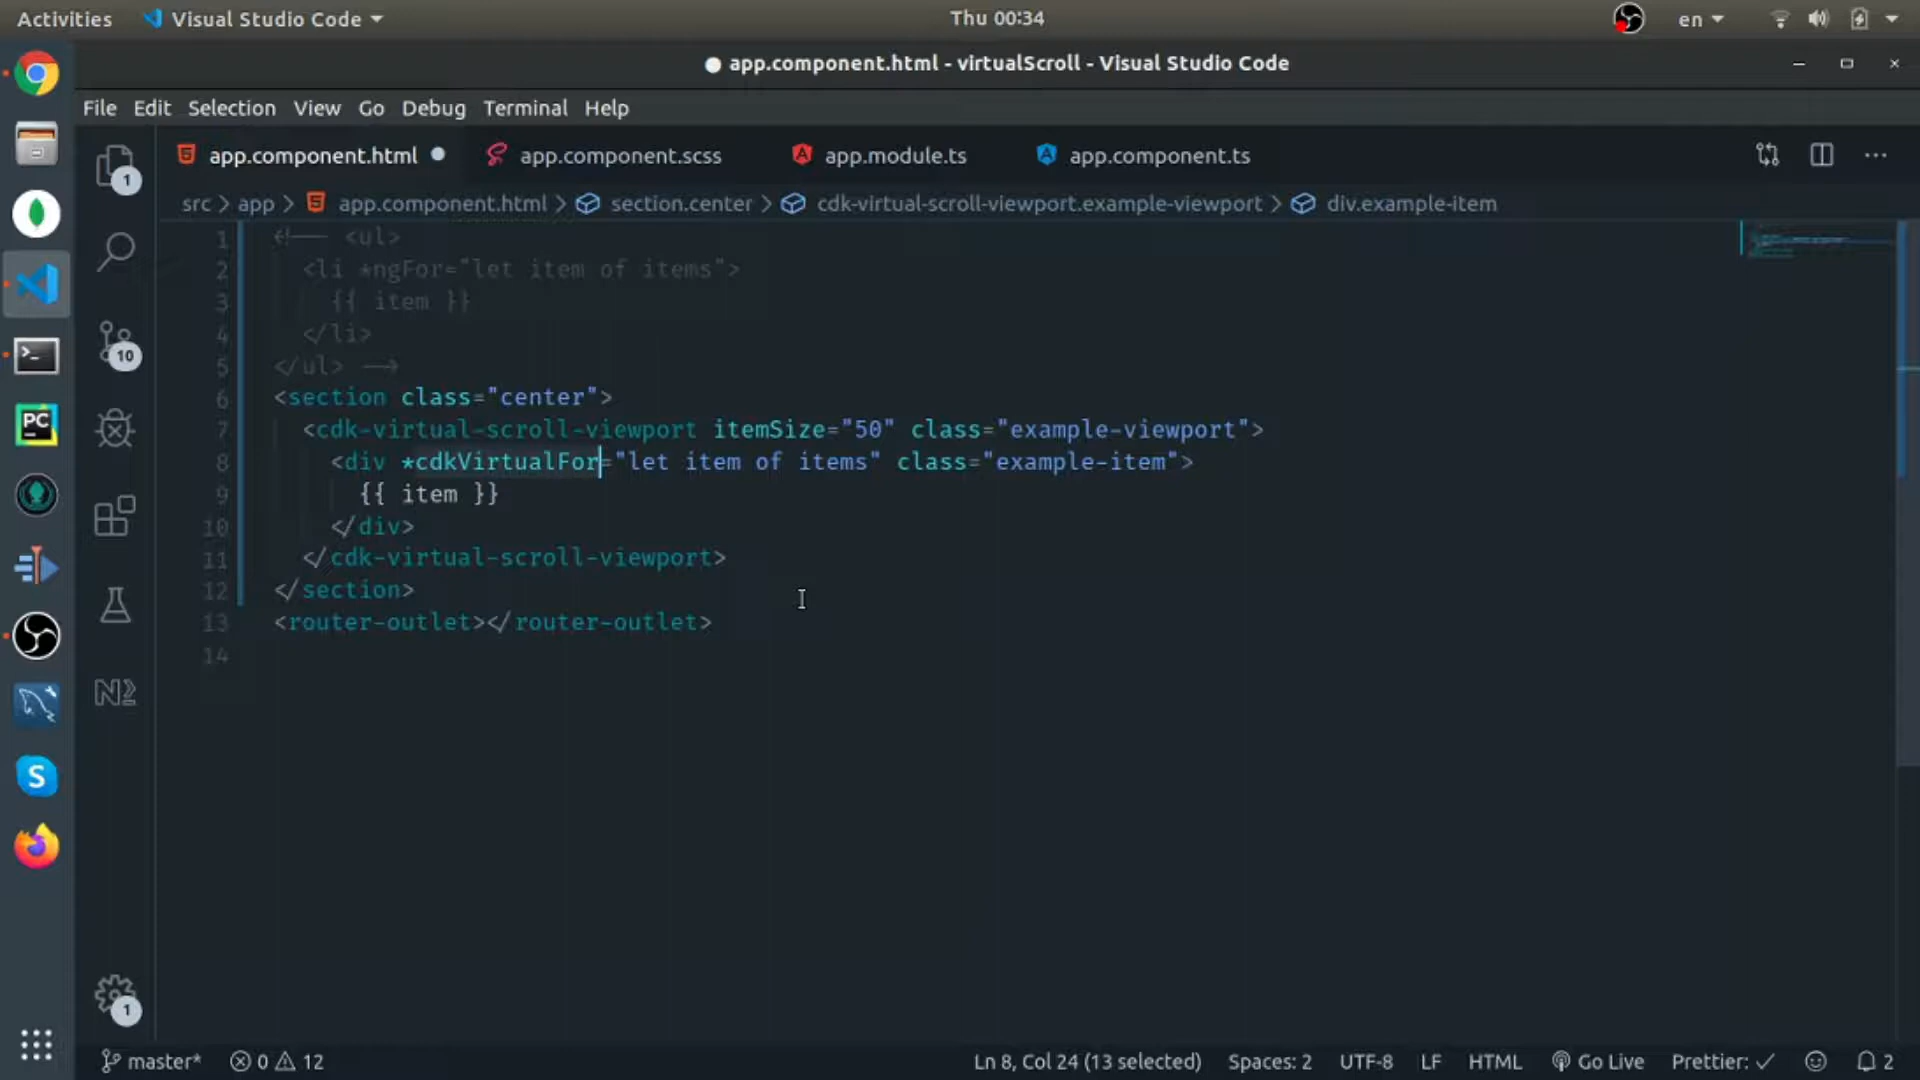 Activities Visual Studio Code Thu 00:34 en
● app.component.html - virtualScroll - Visual Studio Code
File Edit Selection View Go Debug Terminal Help
app.component.html app.component.scss app.module.ts app.component.ts
src > app > app.component.html > section.center > cdk-virtual-scroll-viewport.example-viewport > div.example-item
1 <!-- <ul>
2 <li *ngFor="let item of items">
3 {{ item }}
4 </li>
5 </ul> -->
6 <section class="center">
7 <cdk-virtual-scroll-viewport itemSize="50" class="example-viewport">
8 <div *cdkVirtualFor="let item of items" class="example-item">
9 {{ item }}
10 </div>
11 </cdk-virtual-scroll-viewport>
12 </section>
13 <router-outlet></router-outlet>
14
1
10
1
PC
S
master* 0 12 Ln 8, Col 24 (13 selected) Spaces: 2 UTF-8 LF HTML Go Live Prettier: ✓ 2